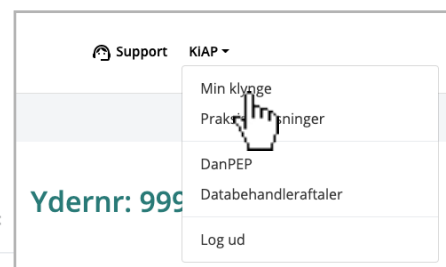 Support KiAP
Min klynge
DanPEP
Ydernr: 999
Databehandleraftaler
Log ud